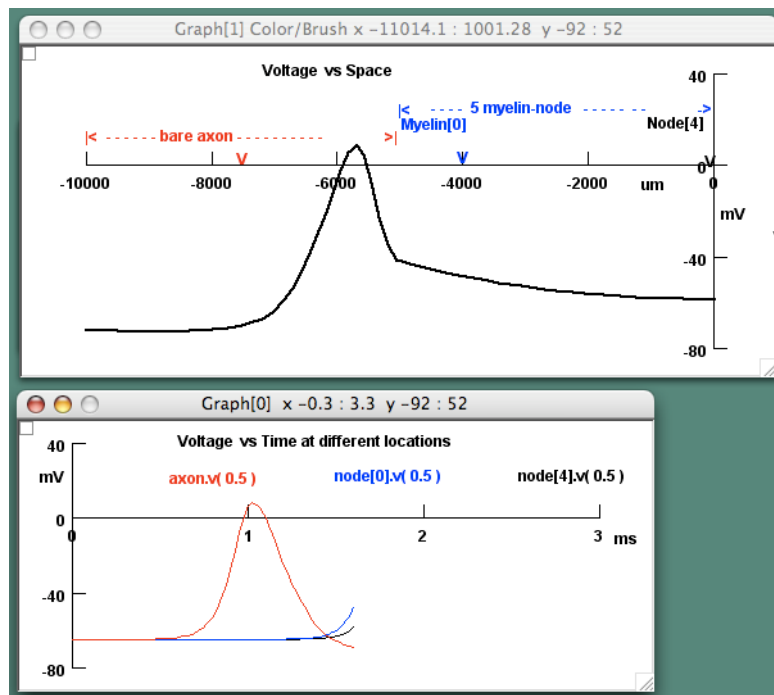 Graph[1] Color/Brush x -11014.1 : 1001.28 y -92 : 52
Voltage vs Space
40
|< - - - - 5 myelin-node - - - - - - ->
|< - - - - - - bare axon - - - - - - - - - >|
Myelin[0]
Node[4]
V V V
-10000 -8000 -6000 -4000 -2000 um 0
mV
-40
-80
Graph[0] x -0.3 : 3.3 y -92 : 52
Voltage vs Time at different locations
40
mV
axon.v( 0.5 ) node[0].v( 0.5 ) node[4].v( 0.5 )
0
0 1 2 3 ms
-40
-80